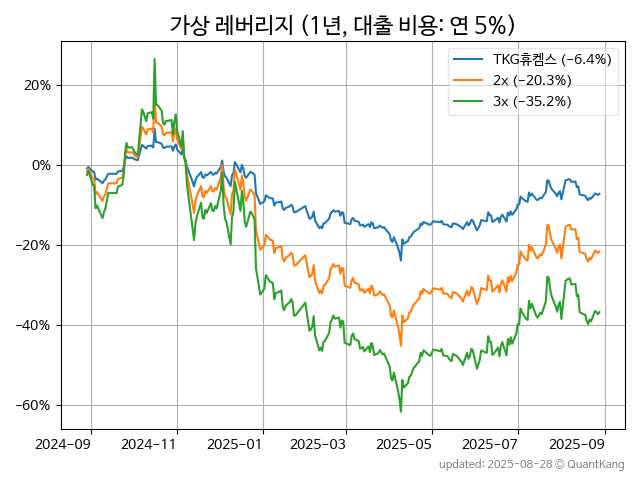 가상 레버리지 (1년, 대출 비용: 연 5%)
TKG휴켐스 (−6.4%)
2x (−20.3%)
3x (−35.2%)
20%
0%
−20%
−40%
−60%
2024-09 2024-11 2025-01 2025-03 2025-05 2025-07 2025-09
updated: 2025-08-28 © QuantKang